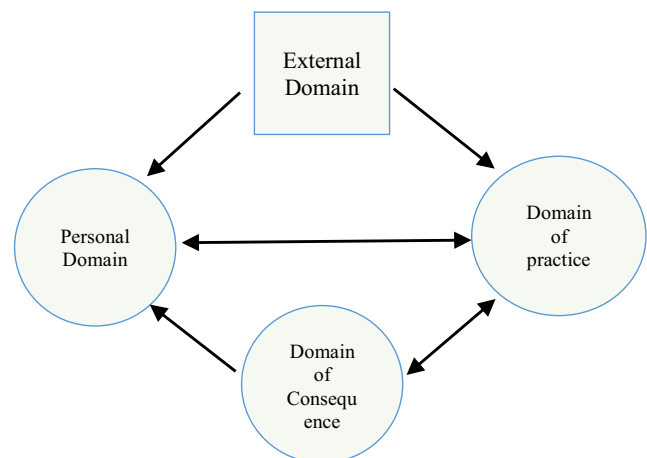 External
Domain
Personal
Domain
Domain
of
practice
Domain
of
Consequ
ence